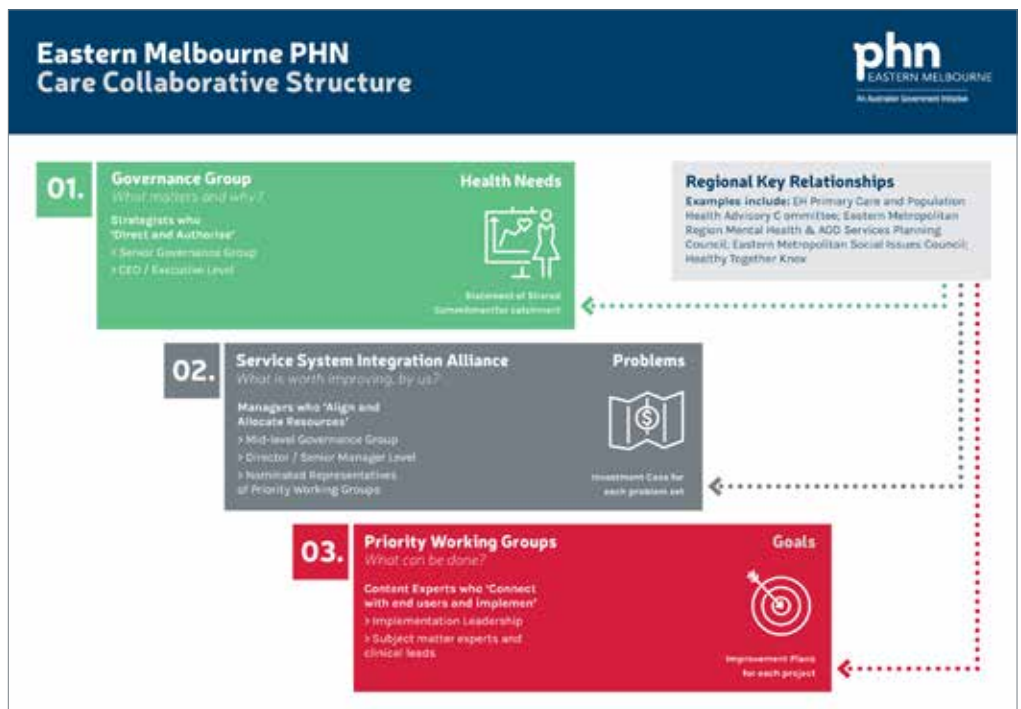 Eastern Melbourne PHN
Care Collaborative Structure
phn
EASTERN MELBOURNE
An Australian Government Initiative
01.
Governance Group
What matters and why?
Strategists who
'Direct and Authorise'
> Senior Governance Group
> CEO / Executive Level
Health Needs
Statement of Shared
Commitment for catchment
Regional Key Relationships
Examples include: EH Primary Care and Population
Health Advisory Committee; Eastern Metropolitan
Region Mental Health & AOD Services Planning
Council; Eastern Metropolitan Social Issues Council;
Healthy Together Knox
02.
Service System Integration Alliance
What is worth improving, by us?
Managers who 'Align and
Allocate Resources'
> Mid-level Governance Group
> Director / Senior Manager Level
> Nominated Representatives
of Priority Working Groups
Problems
$
Investment Case for
each problem set
03.
Priority Working Groups
What can be done?
Content Experts who 'Connect
with end users and implemen'
> Implementation Leadership
> Subject matter experts and
clinical leads
Goals
Improvement Plans
for each project